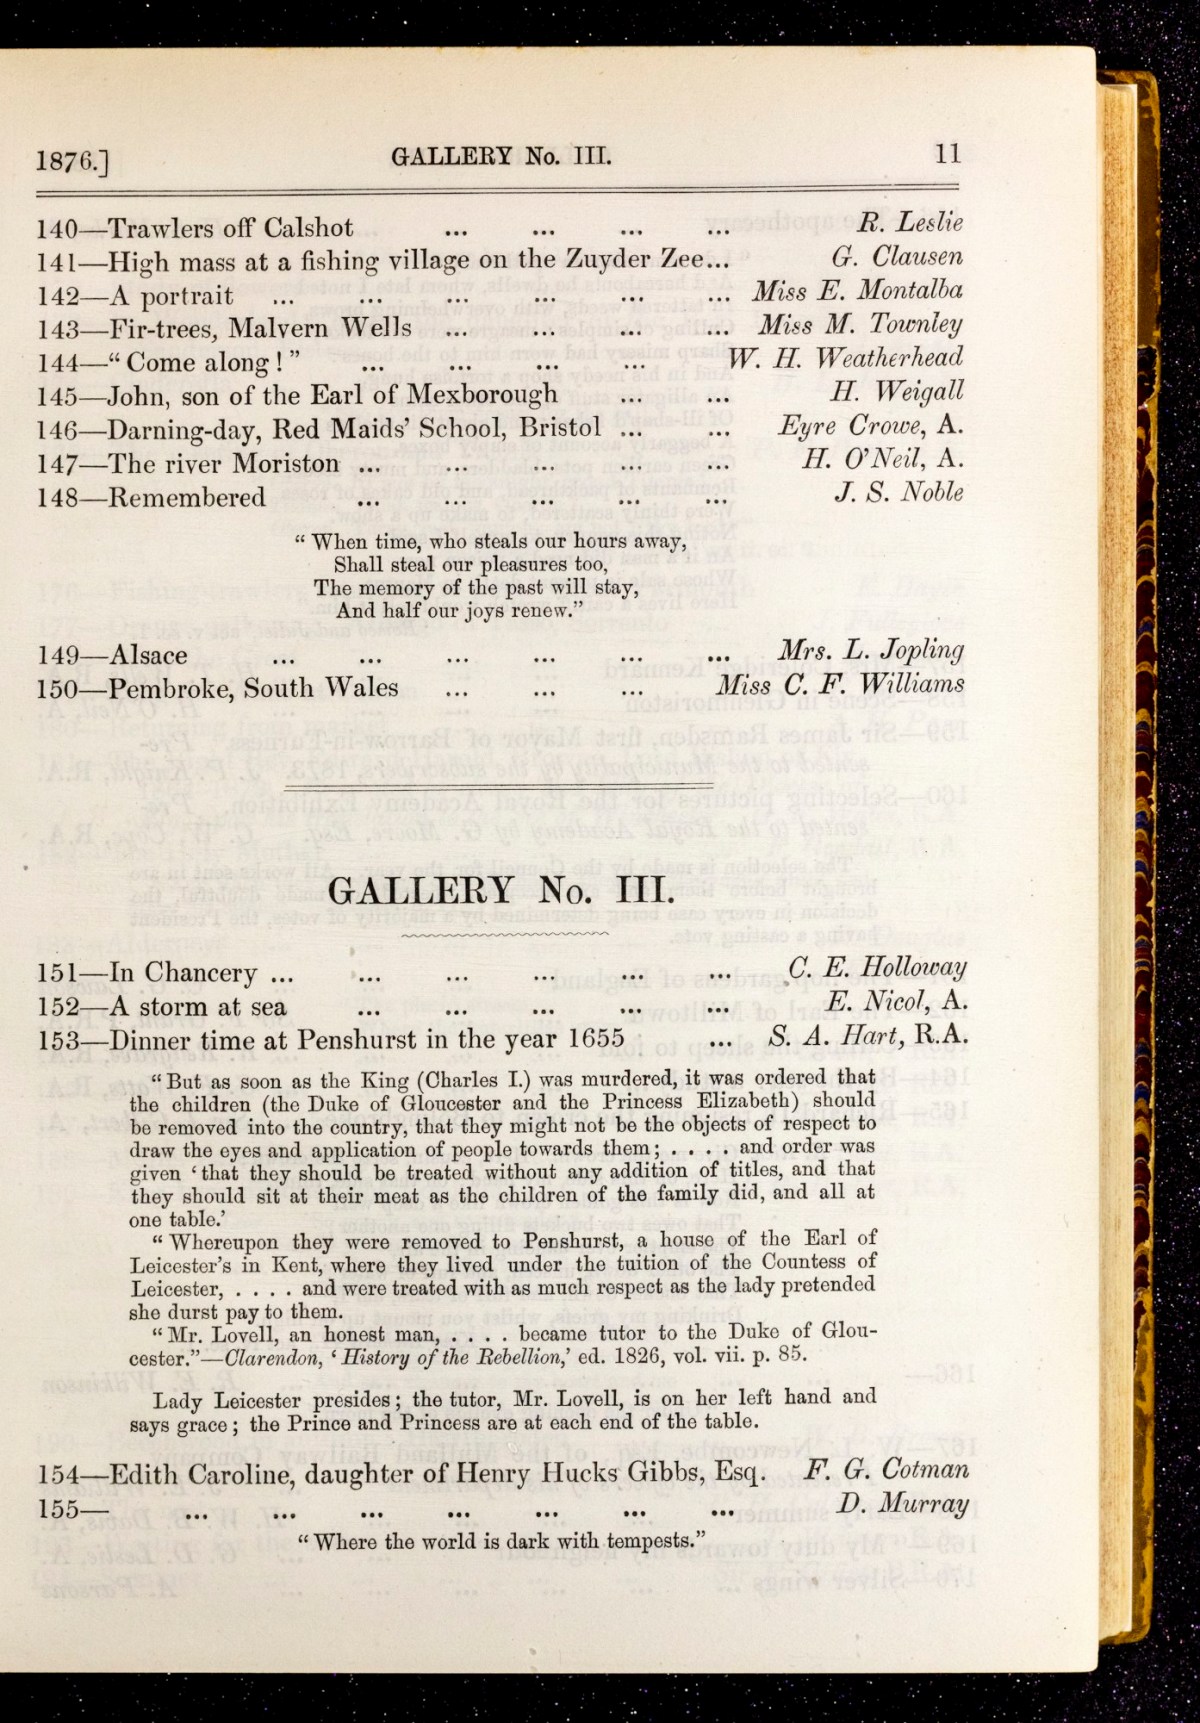 1876.] GALLERY No. III. 11
140—Trawlers off Calshot ... ... ... ... R. Leslie
141—High mass at a fishing village on the Zuyder Zee... G. Clausen
142—A portrait ... ... ... ... ... ... Miss E. Montalba
143—Fir-trees, Malvern Wells ... ... ... ... Miss M. Townley
144—“Come along!” ... ... ... ... W. H. Weatherhead
145—John, son of the Earl of Mexborough ... ... H. Weigall
146—Darning-day, Red Maids’ School, Bristol ... ... Eyre Crowe, A.
147—The river Moriston ... ... ... ... ... H. O’Neil, A.
148—Remembered ... ... ... ... ... J. S. Noble
“When time, who steals our hours away,
Shall steal our pleasures too,
The memory of the past will stay,
And half our joys renew.”
149—Alsace ... ... ... ... ... ... Mrs. L. Jopling
150—Pembroke, South Wales ... ... ... Miss C. F. Williams
GALLERY No. III.
151—In Chancery ... ... ... ... ... ... C. E. Holloway
152—A storm at sea ... ... ... ... ... E. Nicol, A.
153—Dinner time at Penshurst in the year 1655 ... S. A. Hart, R.A.
“But as soon as the King (Charles I.) was murdered, it was ordered that
the children (the Duke of Gloucester and the Princess Elizabeth) should
be removed into the country, that they might not be the objects of respect to
draw the eyes and application of people towards them; . . . . and order was
given ‘that they should be treated without any addition of titles, and that
they should sit at their meat as the children of the family did, and all at
one table.’
“Whereupon they were removed to Penshurst, a house of the Earl of
Leicester’s in Kent, where they lived under the tuition of the Countess of
Leicester, . . . . and were treated with as much respect as the lady pretended
she durst pay to them.
“Mr. Lovell, an honest man, . . . . became tutor to the Duke of Glou-
cester.”—Clarendon, ‘History of the Rebellion,’ ed. 1826, vol. vii. p. 85.
Lady Leicester presides; the tutor, Mr. Lovell, is on her left hand and
says grace; the Prince and Princess are at each end of the table.
154—Edith Caroline, daughter of Henry Hucks Gibbs, Esq. F. G. Cotman
155— ... ... ... ... ... ... ... D. Murray
“Where the world is dark with tempests.”